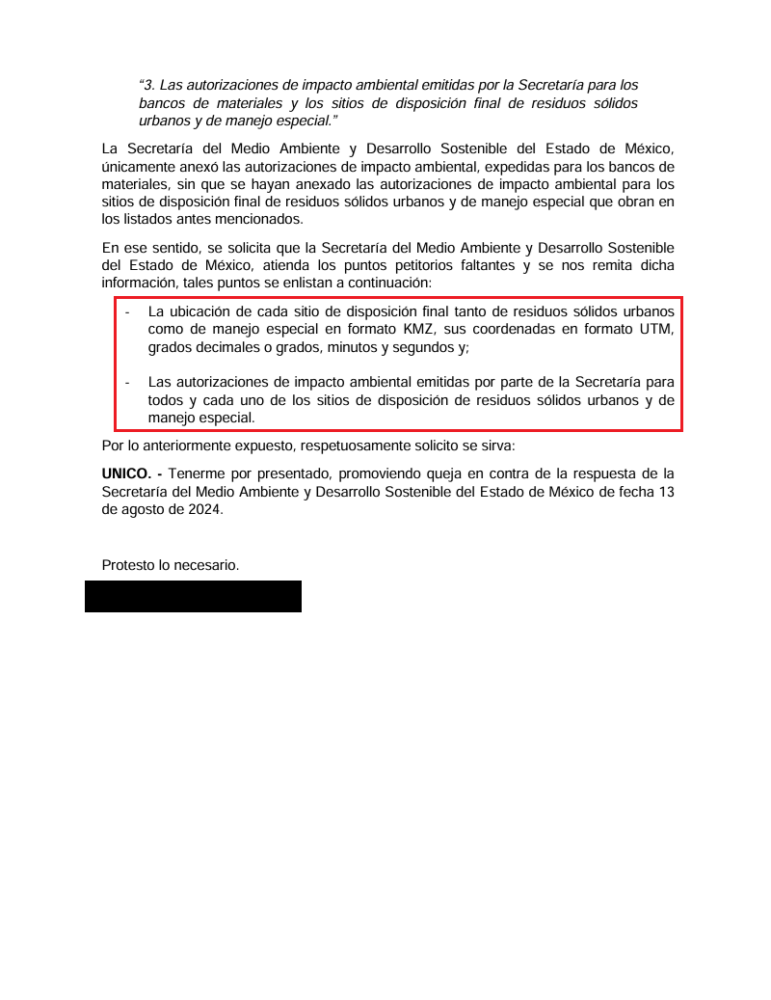 “3. Las autorizaciones de impacto ambiental emitidas por la Secretaría para los
bancos de materiales y los sitios de disposición final de residuos sólidos
urbanos y de manejo especial.”
La Secretaría del Medio Ambiente y Desarrollo Sostenible del Estado de México,
únicamente anexó las autorizaciones de impacto ambiental, expedidas para los bancos de
materiales, sin que se hayan anexado las autorizaciones de impacto ambiental para los
sitios de disposición final de residuos sólidos urbanos y de manejo especial que obran en
los listados antes mencionados.
En ese sentido, se solicita que la Secretaría del Medio Ambiente y Desarrollo Sostenible
del Estado de México, atienda los puntos petitorios faltantes y se nos remita dicha
información, tales puntos se enlistan a continuación:
- La ubicación de cada sitio de disposición final tanto de residuos sólidos urbanos
como de manejo especial en formato KMZ, sus coordenadas en formato UTM,
grados decimales o grados, minutos y segundos y;
- Las autorizaciones de impacto ambiental emitidas por parte de la Secretaría para
todos y cada uno de los sitios de disposición de residuos sólidos urbanos y de
manejo especial.
Por lo anteriormente expuesto, respetuosamente solicito se sirva:
UNICO. - Tenerme por presentado, promoviendo queja en contra de la respuesta de la
Secretaría del Medio Ambiente y Desarrollo Sostenible del Estado de México de fecha 13
de agosto de 2024.
Protesto lo necesario.